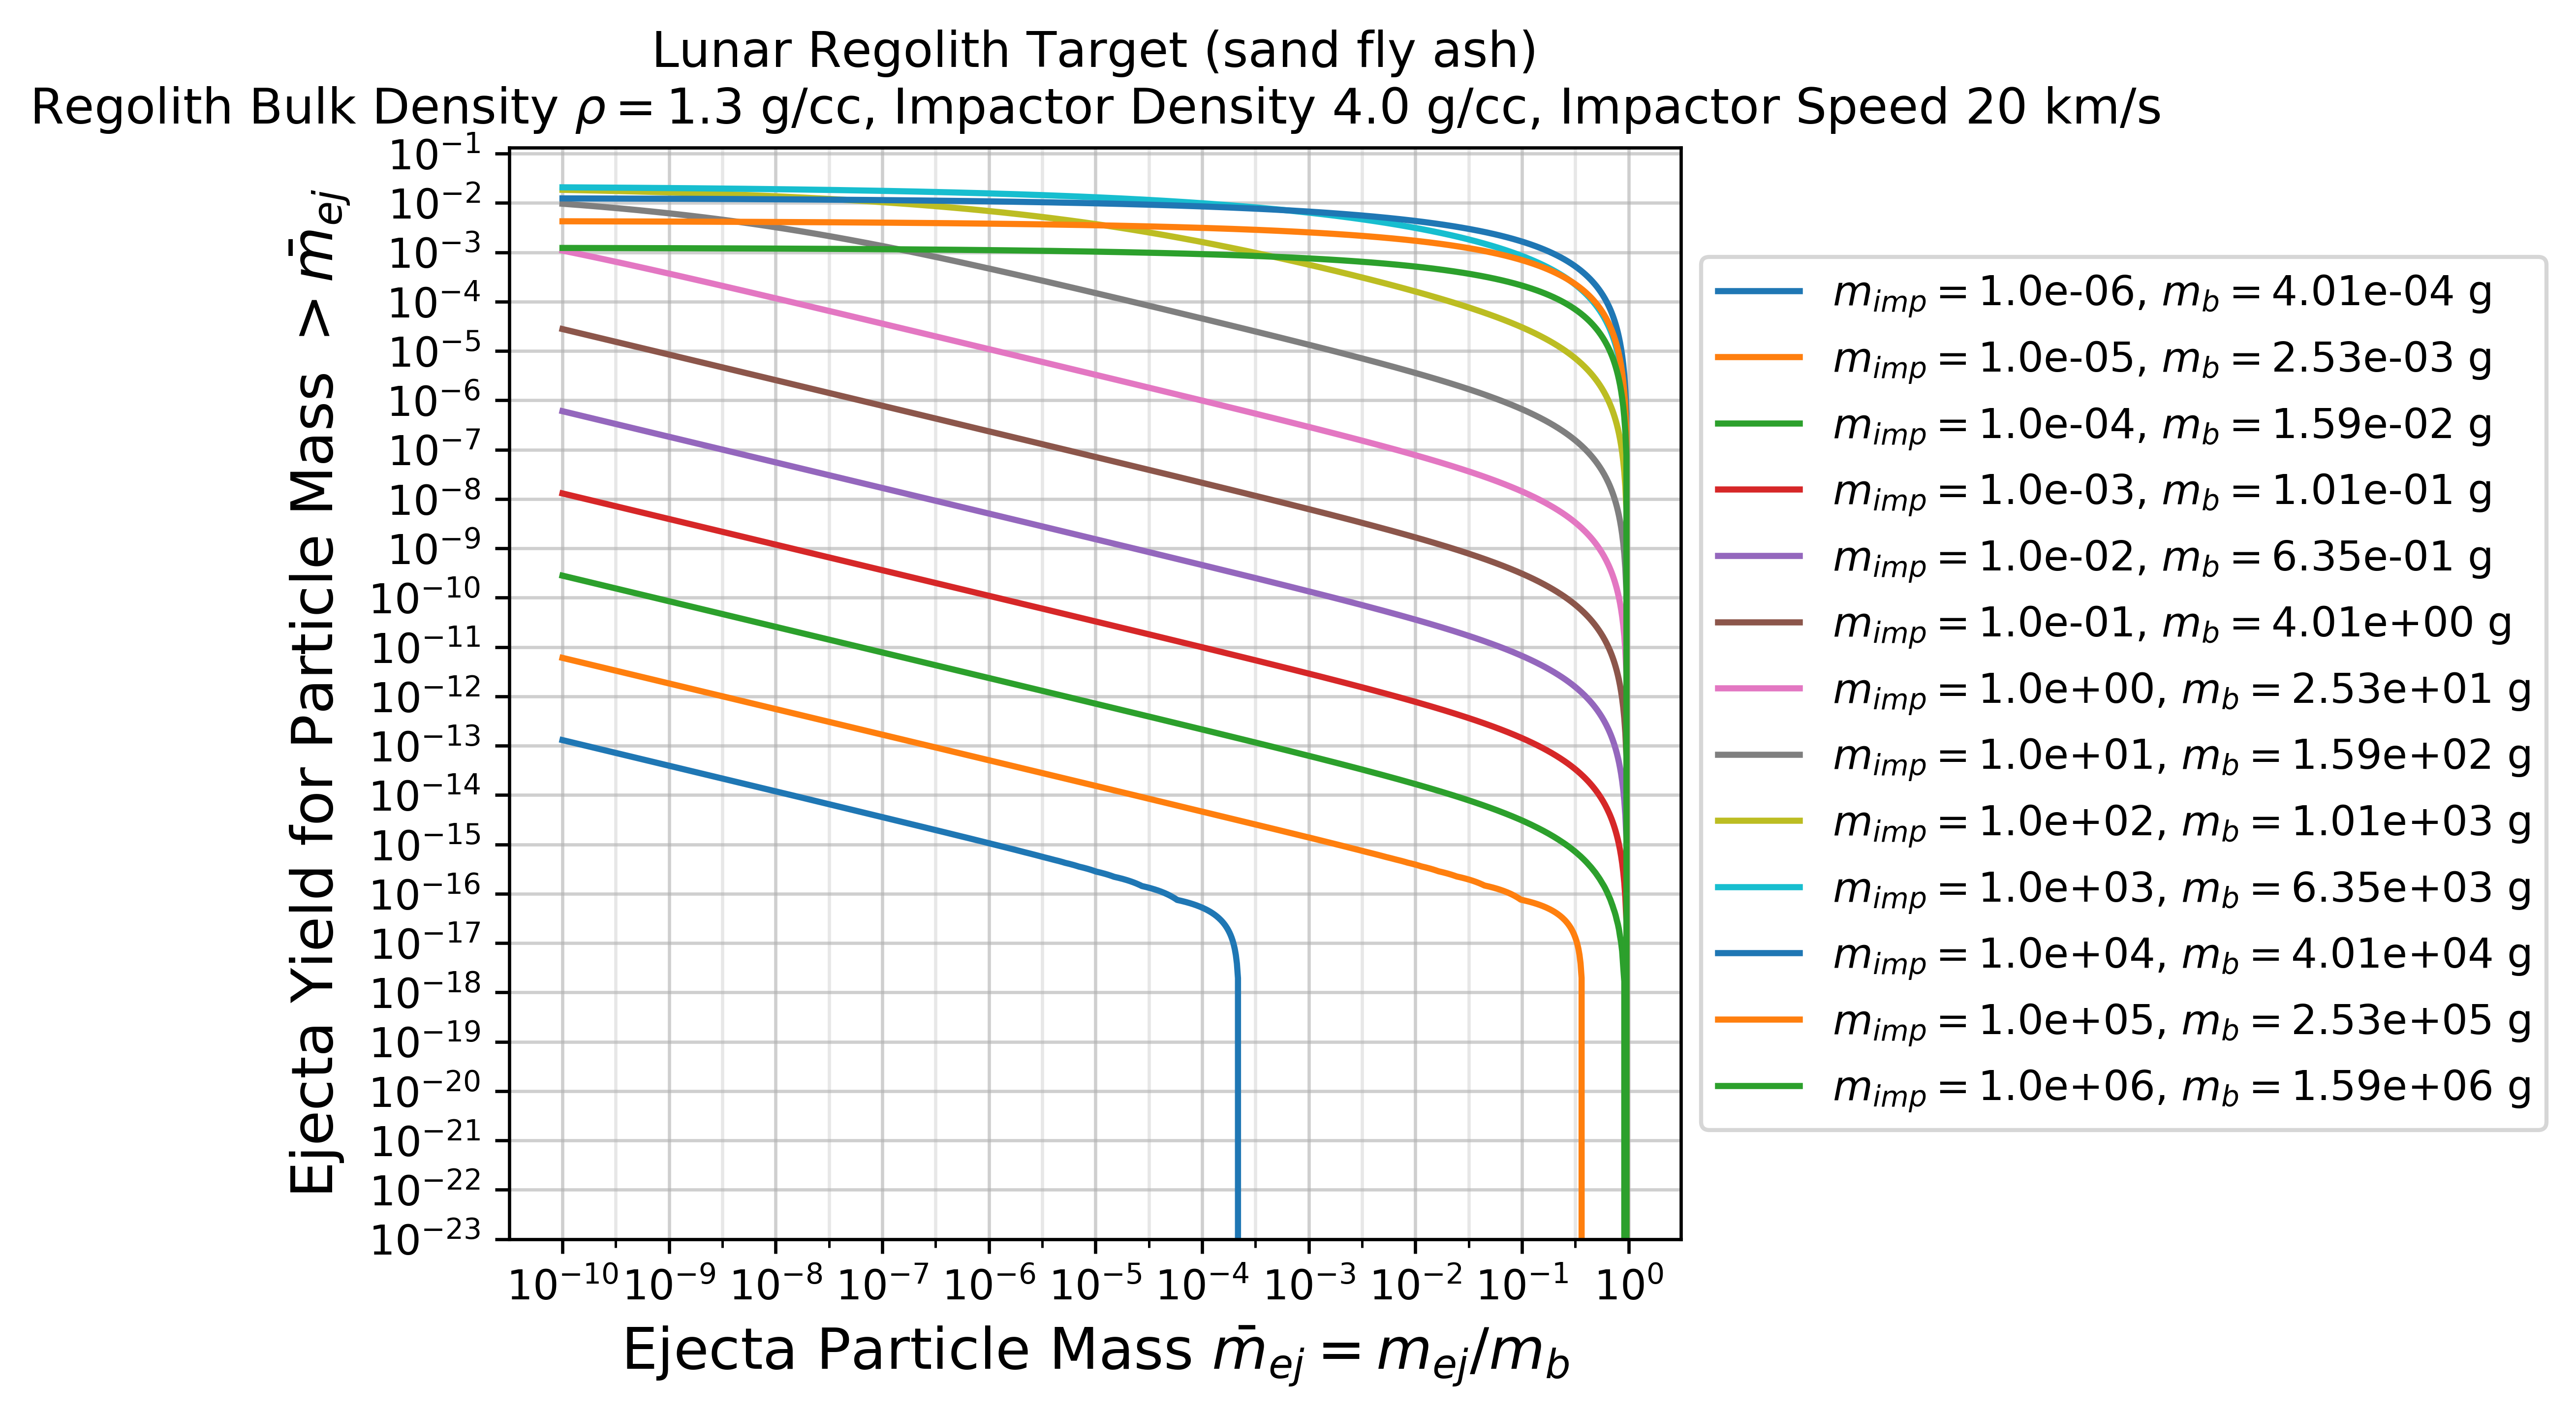 Lunar Regolith Target (sand fly ash)
Regolith Bulk Density ρ = 1.3 g/cc, Impactor Density 4.0 g/cc, Impactor Speed 20 km/s
Ejecta Yield for Particle Mass > m̄_ej
10⁻¹
10⁻²
10⁻³
10⁻⁴
10⁻⁵
10⁻⁶
10⁻⁷
10⁻⁸
10⁻⁹
10⁻¹⁰
10⁻¹¹
10⁻¹²
10⁻¹³
10⁻¹⁴
10⁻¹⁵
10⁻¹⁶
10⁻¹⁷
10⁻¹⁸
10⁻¹⁹
10⁻²⁰
10⁻²¹
10⁻²²
10⁻²³
10⁻¹⁰ 10⁻⁹ 10⁻⁸ 10⁻⁷ 10⁻⁶ 10⁻⁵ 10⁻⁴ 10⁻³ 10⁻² 10⁻¹ 10⁰
Ejecta Particle Mass m̄_ej = m_ej/m_b
m_imp = 1.0e-06, m_b = 4.01e-04 g
m_imp = 1.0e-05, m_b = 2.53e-03 g
m_imp = 1.0e-04, m_b = 1.59e-02 g
m_imp = 1.0e-03, m_b = 1.01e-01 g
m_imp = 1.0e-02, m_b = 6.35e-01 g
m_imp = 1.0e-01, m_b = 4.01e+00 g
m_imp = 1.0e+00, m_b = 2.53e+01 g
m_imp = 1.0e+01, m_b = 1.59e+02 g
m_imp = 1.0e+02, m_b = 1.01e+03 g
m_imp = 1.0e+03, m_b = 6.35e+03 g
m_imp = 1.0e+04, m_b = 4.01e+04 g
m_imp = 1.0e+05, m_b = 2.53e+05 g
m_imp = 1.0e+06, m_b = 1.59e+06 g